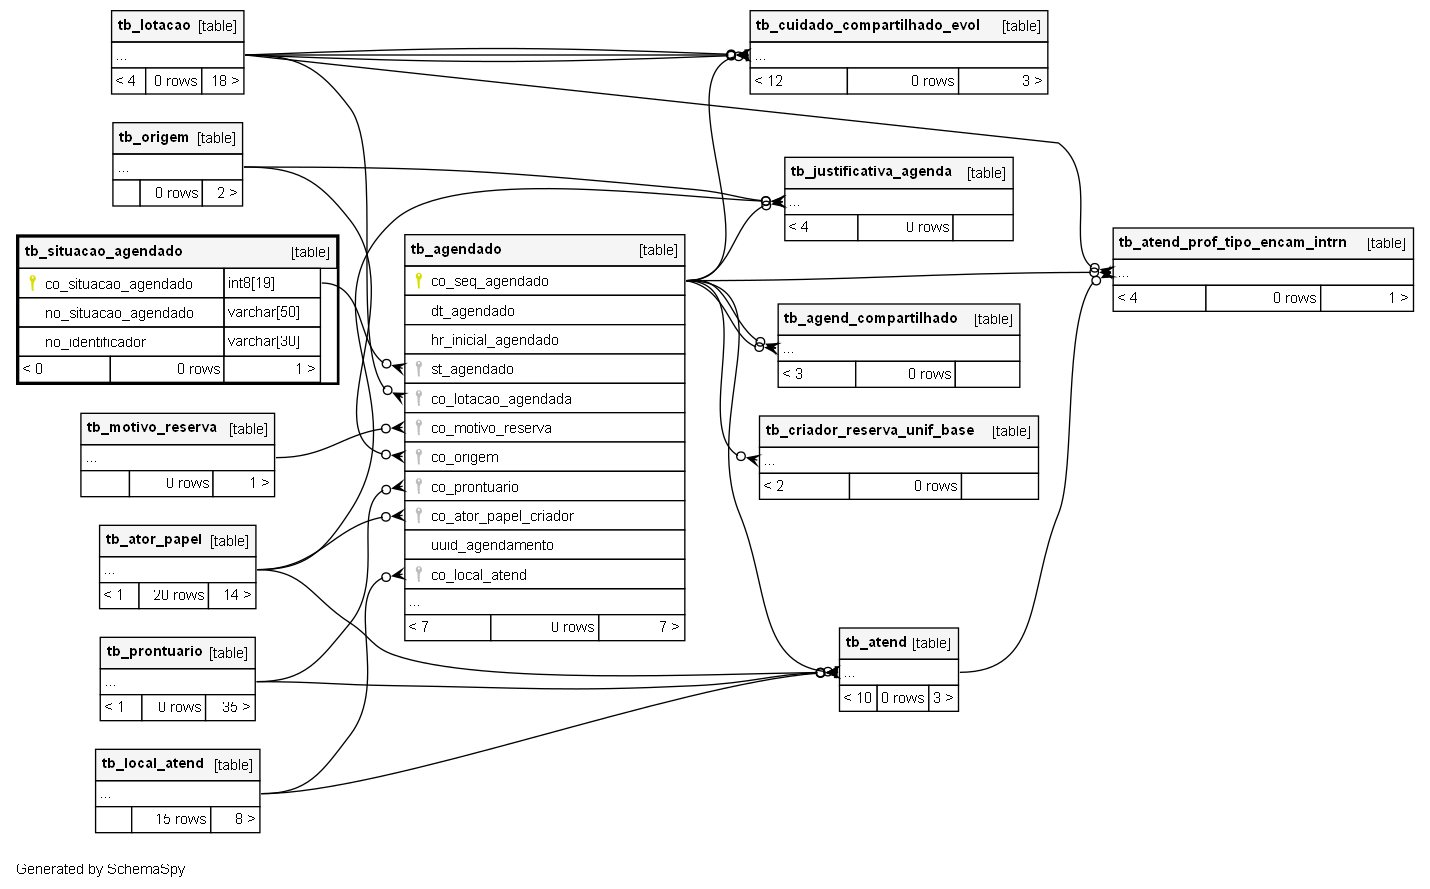 tb_lotacao [table]
...
< 4 0 rows 18 >
tb_origem [table]
...
0 rows 2 >
tb_situacao_agendado [table]
co_situacao_agendado int8[19]
no_situacao_agendado varchar[50]
no_identificador varchar[30]
< 0 0 rows 1 >
tb_motivo_reserva [table]
...
0 rows 1 >
tb_ator_papel [table]
...
< 1 20 rows 14 >
tb_prontuario [table]
...
< 1 0 rows 35 >
tb_local_atend [table]
...
15 rows 8 >
tb_agendado [table]
co_seq_agendado
dt_agendado
hr_inicial_agendado
st_agendado
co_lotacao_agendada
co_motivo_reserva
co_origem
co_prontuario
co_ator_papel_criador
uuid_agendamento
co_local_atend
...
< 7 0 rows 7 >
tb_cuidado_compartilhado_evol [table]
...
< 12 0 rows 3 >
tb_justificativa_agenda [table]
...
< 4 0 rows
tb_agend_compartilhado [table]
...
< 3 0 rows
tb_criador_reserva_unif_base [table]
...
< 2 0 rows
tb_atend [table]
...
< 10 0 rows 3 >
tb_atend_prof_tipo_encam_intrn [table]
...
< 4 0 rows 1 >
Generated by SchemaSpy